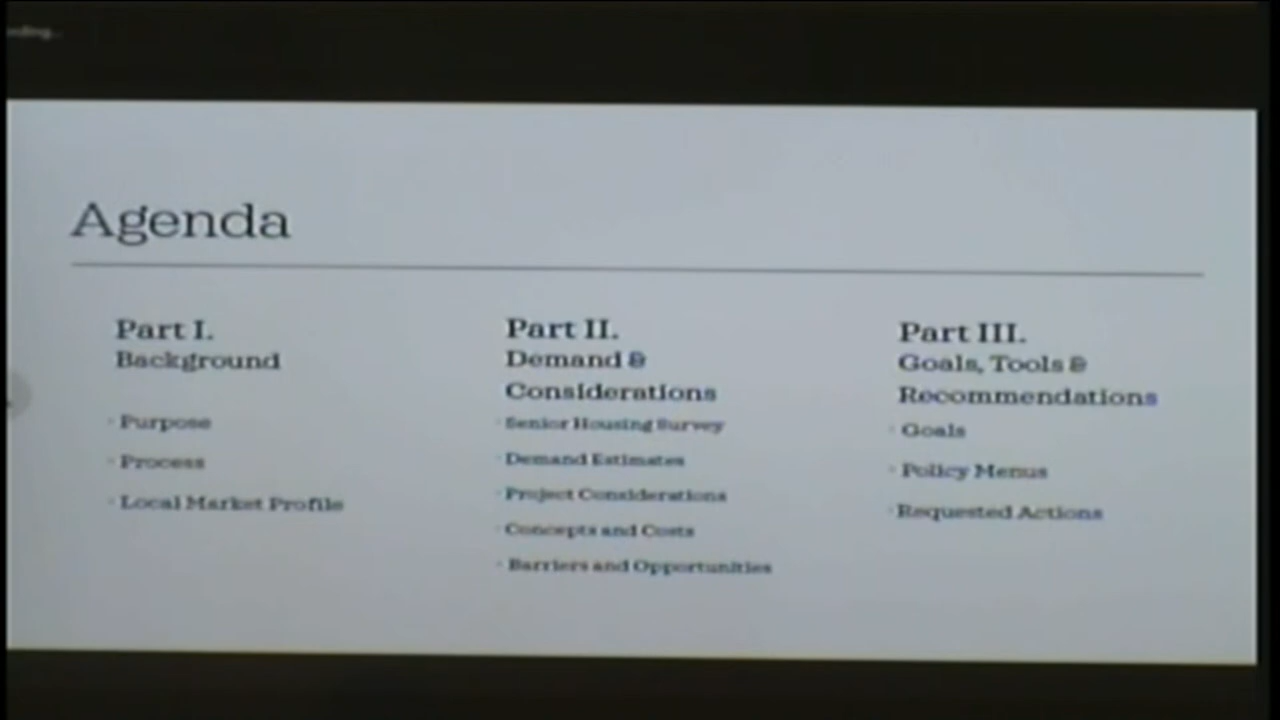 Agenda
Part I.
Background
· Purpose
· Process
· Local Market Profile
Part II.
Demand &
Considerations
· Senior Housing Survey
· Demand Estimates
· Project Considerations
· Concepts and Costs
· Barriers and Opportunities
Part III.
Goals, Tools &
Recommendations
· Goals
· Policy Menus
· Requested Actions